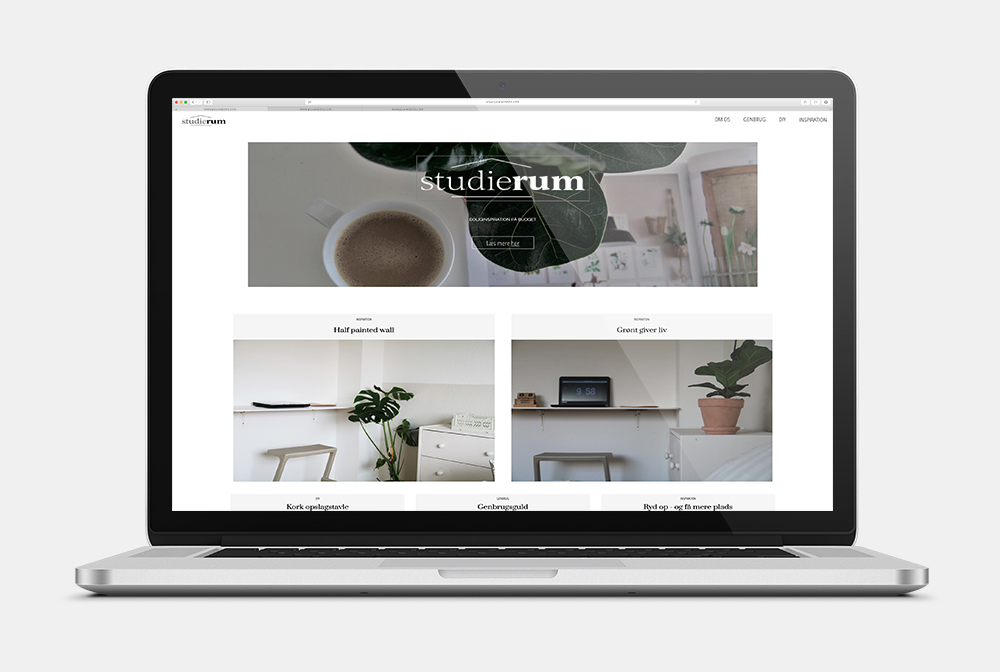 studierum
OM OS GENBRUG DIY INSPIRATION
studierum
BOLIGINSPIRATION PÅ BUDGET
Læs mere her
INSPIRATION
Half painted wall
INSPIRATION
Grønt giver liv
9 58
DIY
Kork opslagstavle
GENBRUG
Genbrugsguld
INSPIRATION
Ryd op - og få mere plads